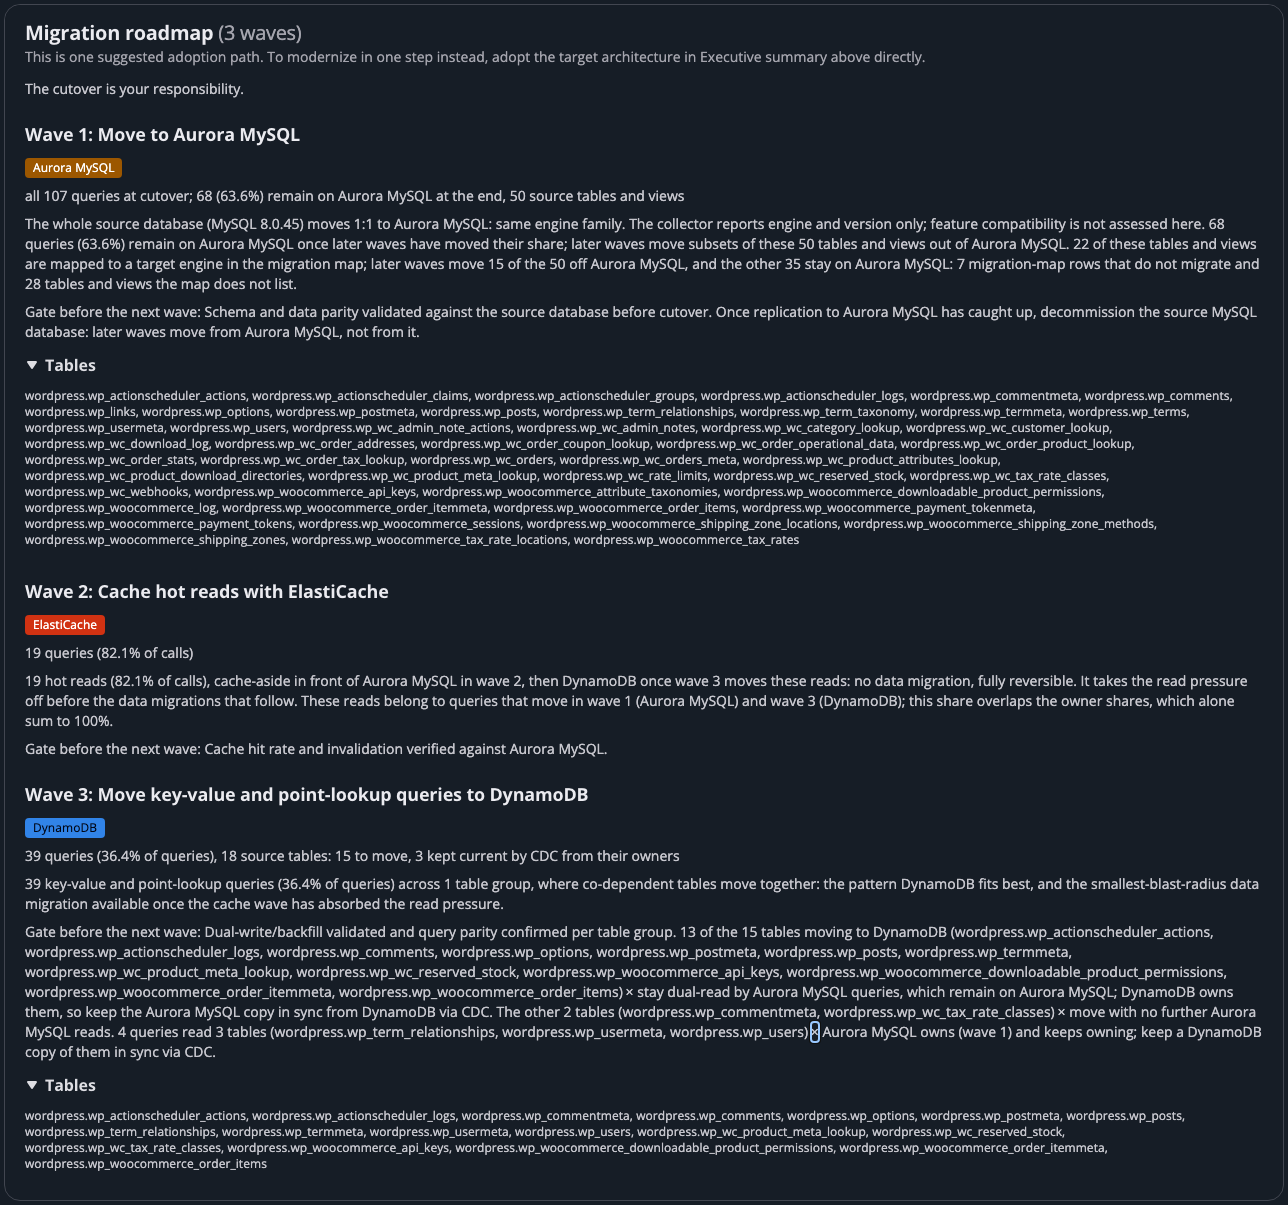 Migration roadmap (3 waves)
This is one suggested adoption path. To modernize in one step instead, adopt the target architecture in Executive summary above directly.
The cutover is your responsibility.
Wave 1: Move to Aurora MySQL
Aurora MySQL
all 107 queries at cutover; 68 (63.6%) remain on Aurora MySQL at the end, 50 source tables and views
The whole source database (MySQL 8.0.45) moves 1:1 to Aurora MySQL: same engine family. The collector reports engine and version only; feature compatibility is not assessed here. 68
queries (63.6%) remain on Aurora MySQL once later waves have moved their share; later waves move subsets of these 50 tables and views out of Aurora MySQL. 22 of these tables and views
are mapped to a target engine in the migration map; later waves move 15 of the 50 off Aurora MySQL, and the other 35 stay on Aurora MySQL: 7 migration-map rows that do not migrate and
28 tables and views the map does not list.
Gate before the next wave: Schema and data parity validated against the source database before cutover. Once replication to Aurora MySQL has caught up, decommission the source MySQL
database: later waves move from Aurora MySQL, not from it.
▼ Tables
wordpress.wp_actionscheduler_actions, wordpress.wp_actionscheduler_claims, wordpress.wp_actionscheduler_groups, wordpress.wp_actionscheduler_logs, wordpress.wp_commentmeta, wordpress.wp_comments,
wordpress.wp_links, wordpress.wp_options, wordpress.wp_postmeta, wordpress.wp_posts, wordpress.wp_term_relationships, wordpress.wp_term_taxonomy, wordpress.wp_termmeta, wordpress.wp_terms,
wordpress.wp_usermeta, wordpress.wp_users, wordpress.wp_wc_admin_note_actions, wordpress.wp_wc_admin_notes, wordpress.wp_wc_category_lookup, wordpress.wp_wc_customer_lookup,
wordpress.wp_wc_download_log, wordpress.wp_wc_order_addresses, wordpress.wp_wc_order_coupon_lookup, wordpress.wp_wc_order_operational_data, wordpress.wp_wc_order_product_lookup,
wordpress.wp_wc_order_stats, wordpress.wp_wc_order_tax_lookup, wordpress.wp_wc_orders, wordpress.wp_wc_orders_meta, wordpress.wp_wc_product_attributes_lookup,
wordpress.wp_wc_product_download_directories, wordpress.wp_wc_product_meta_lookup, wordpress.wp_wc_rate_limits, wordpress.wp_wc_reserved_stock, wordpress.wp_wc_tax_rate_classes,
wordpress.wp_wc_webhooks, wordpress.wp_woocommerce_api_keys, wordpress.wp_woocommerce_attribute_taxonomies, wordpress.wp_woocommerce_downloadable_product_permissions,
wordpress.wp_woocommerce_log, wordpress.wp_woocommerce_order_itemmeta, wordpress.wp_woocommerce_order_items, wordpress.wp_woocommerce_payment_tokenmeta,
wordpress.wp_woocommerce_payment_tokens, wordpress.wp_woocommerce_sessions, wordpress.wp_woocommerce_shipping_zone_locations, wordpress.wp_woocommerce_shipping_zone_methods,
wordpress.wp_woocommerce_shipping_zones, wordpress.wp_woocommerce_tax_rate_locations, wordpress.wp_woocommerce_tax_rates
Wave 2: Cache hot reads with ElastiCache
ElastiCache
19 queries (82.1% of calls)
19 hot reads (82.1% of calls), cache-aside in front of Aurora MySQL in wave 2, then DynamoDB once wave 3 moves these reads: no data migration, fully reversible. It takes the read pressure
off before the data migrations that follow. These reads belong to queries that move in wave 1 (Aurora MySQL) and wave 3 (DynamoDB); this share overlaps the owner shares, which alone
sum to 100%.
Gate before the next wave: Cache hit rate and invalidation verified against Aurora MySQL.
Wave 3: Move key-value and point-lookup queries to DynamoDB
DynamoDB
39 queries (36.4% of queries), 18 source tables: 15 to move, 3 kept current by CDC from their owners
39 key-value and point-lookup queries (36.4% of queries) across 1 table group, where co-dependent tables move together: the pattern DynamoDB fits best, and the smallest-blast-radius data
migration available once the cache wave has absorbed the read pressure.
Gate before the next wave: Dual-write/backfill validated and query parity confirmed per table group. 13 of the 15 tables moving to DynamoDB (wordpress.wp_actionscheduler_actions,
wordpress.wp_actionscheduler_logs, wordpress.wp_comments, wordpress.wp_options, wordpress.wp_postmeta, wordpress.wp_posts, wordpress.wp_termmeta,
wordpress.wp_wc_product_meta_lookup, wordpress.wp_wc_reserved_stock, wordpress.wp_woocommerce_api_keys, wordpress.wp_woocommerce_downloadable_product_permissions,
wordpress.wp_woocommerce_order_itemmeta, wordpress.wp_woocommerce_order_items) × stay dual-read by Aurora MySQL queries, which remain on Aurora MySQL; DynamoDB owns
them, so keep the Aurora MySQL copy in sync from DynamoDB via CDC. The other 2 tables (wordpress.wp_commentmeta, wordpress.wp_wc_tax_rate_classes) × move with no further Aurora
MySQL reads. 4 queries read 3 tables (wordpress.wp_term_relationships, wordpress.wp_usermeta, wordpress.wp_users) × Aurora MySQL owns (wave 1) and keeps owning; keep a DynamoDB
copy of them in sync via CDC.
▼ Tables
wordpress.wp_actionscheduler_actions, wordpress.wp_actionscheduler_logs, wordpress.wp_commentmeta, wordpress.wp_comments, wordpress.wp_options, wordpress.wp_postmeta, wordpress.wp_posts,
wordpress.wp_term_relationships, wordpress.wp_termmeta, wordpress.wp_usermeta, wordpress.wp_users, wordpress.wp_wc_product_meta_lookup, wordpress.wp_wc_reserved_stock,
wordpress.wp_wc_tax_rate_classes, wordpress.wp_woocommerce_api_keys, wordpress.wp_woocommerce_downloadable_product_permissions, wordpress.wp_woocommerce_order_itemmeta,
wordpress.wp_woocommerce_order_items